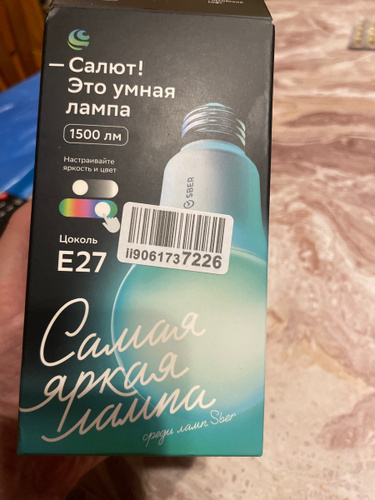 — Салют!
Это умная
лампа
1500 лм
Настраивайте
яркость и цвет
SBER
Цоколь
E27
ii9061737226
Самая
яркая
лампа
среди ламп Sber